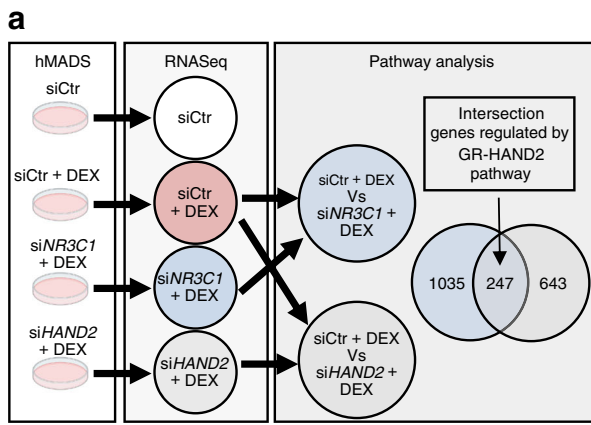 a
hMADS
RNASeq
Pathway analysis
siCtr
siCtr + DEX
siNR3C1
+ DEX
siHAND2
+ DEX
siCtr
siCtr
+ DEX
siNR3C1
+ DEX
siHAND2
+ DEX
siCtr + DEX
Vs
siNR3C1 +
DEX
siCtr + DEX
Vs
siHAND2 +
DEX
Intersection
genes regulated by
GR-HAND2
pathway
1035 247 643